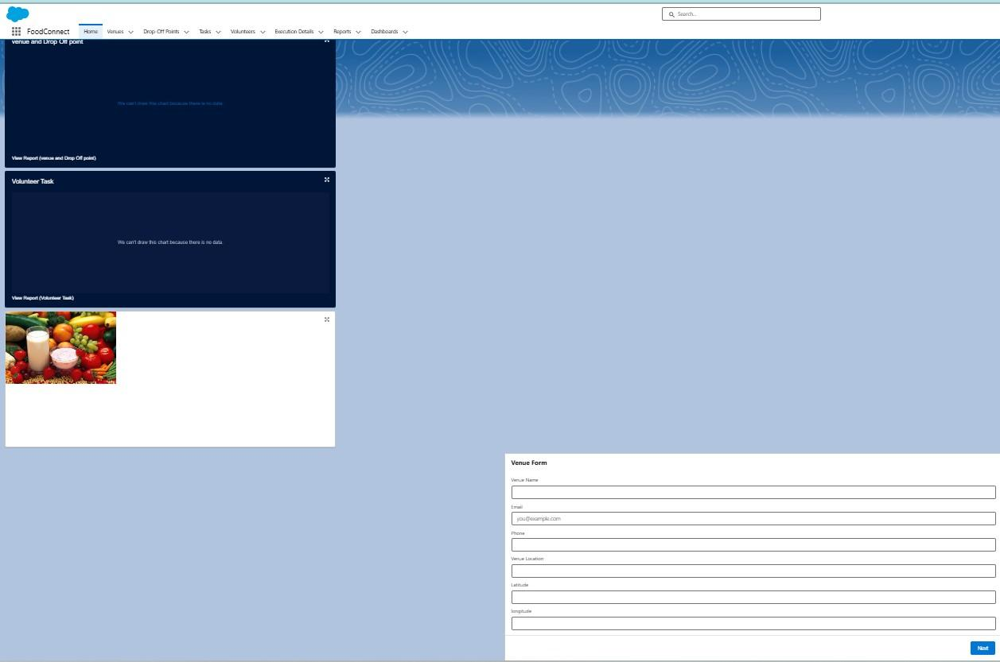 Search...
FoodConnect Home Venues Drop-Off Points Tasks Volunteers Execution Details Reports Dashboards
venue and Drop Off point
We can't draw this chart because there is no data.
View Report (venue and Drop Off point)
Volunteer Task
We can't draw this chart because there is no data.
View Report (Volunteer Task)
Venue Form
Venue Name
Email
you@example.com
Phone
Venue Location
Latitude
longitude
Next